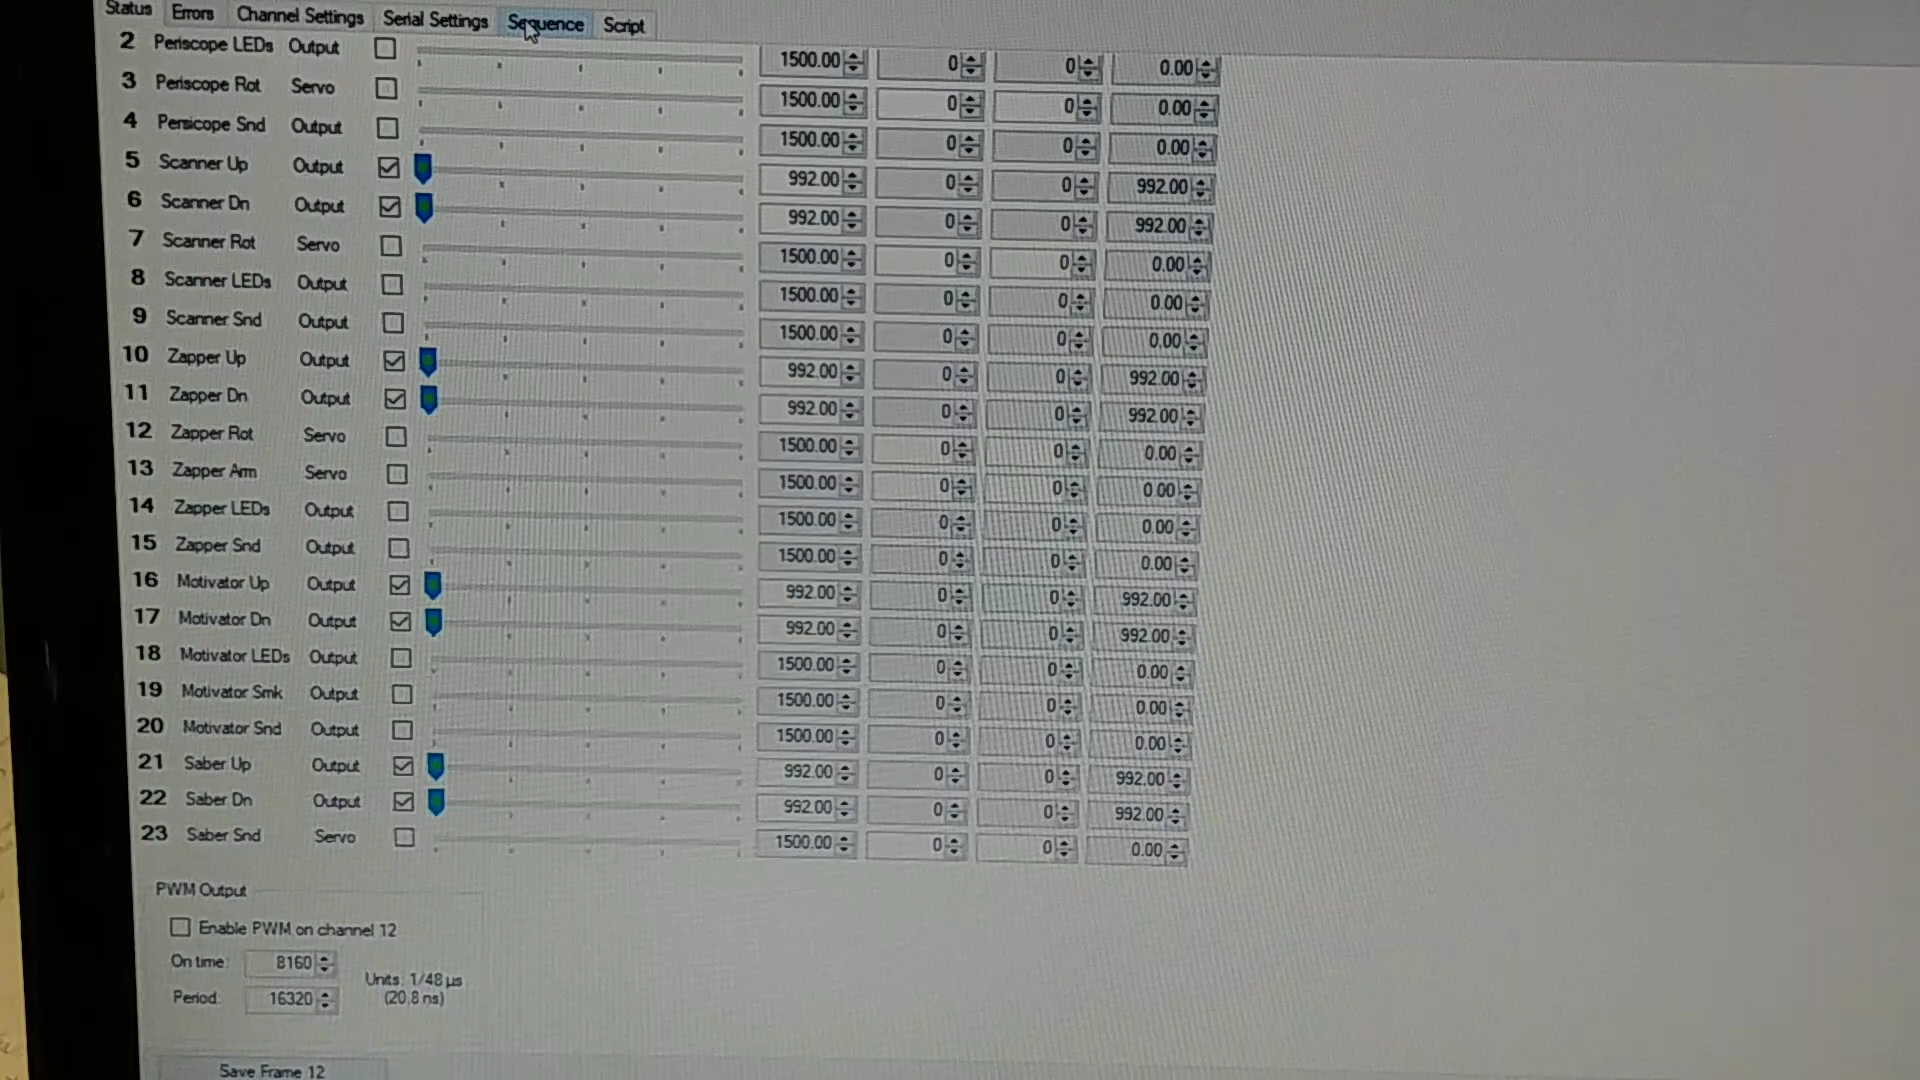 Status Errors Channel Settings Serial Settings Sequence Script
2 Periscope LEDs Output 1500.00 0 0 0.00
3 Periscope Rot Servo 1500.00 0 0 0.00
4 Persicope Snd Output 1500.00 0 0 0.00
5 Scanner Up Output 992.00 0 0 992.00
6 Scanner Dn Output 992.00 0 0 992.00
7 Scanner Rot Servo 1500.00 0 0 0.00
8 Scanner LEDs Output 1500.00 0 0 0.00
9 Scanner Snd Output 1500.00 0 0 0.00
10 Zapper Up Output 992.00 0 0 992.00
11 Zapper Dn Output 992.00 0 0 992.00
12 Zapper Rot Servo 1500.00 0 0 0.00
13 Zapper Arm Servo 1500.00 0 0 0.00
14 Zapper LEDs Output 1500.00 0 0 0.00
15 Zapper Snd Output 1500.00 0 0 0.00
16 Motivator Up Output 992.00 0 0 992.00
17 Motivator Dn Output 992.00 0 0 992.00
18 Motivator LEDs Output 1500.00 0 0 0.00
19 Motivator Smk Output 1500.00 0 0 0.00
20 Motivator Snd Output 1500.00 0 0 0.00
21 Saber Up Output 992.00 0 0 992.00
22 Saber Dn Output 992.00 0 0 992.00
23 Saber Snd Servo 1500.00 0 0 0.00
PWM Output
Enable PWM on channel 12
On time: 8160
Period: 16320
Units: 1/48 µs
(20.8 ns)
Save Frame 12